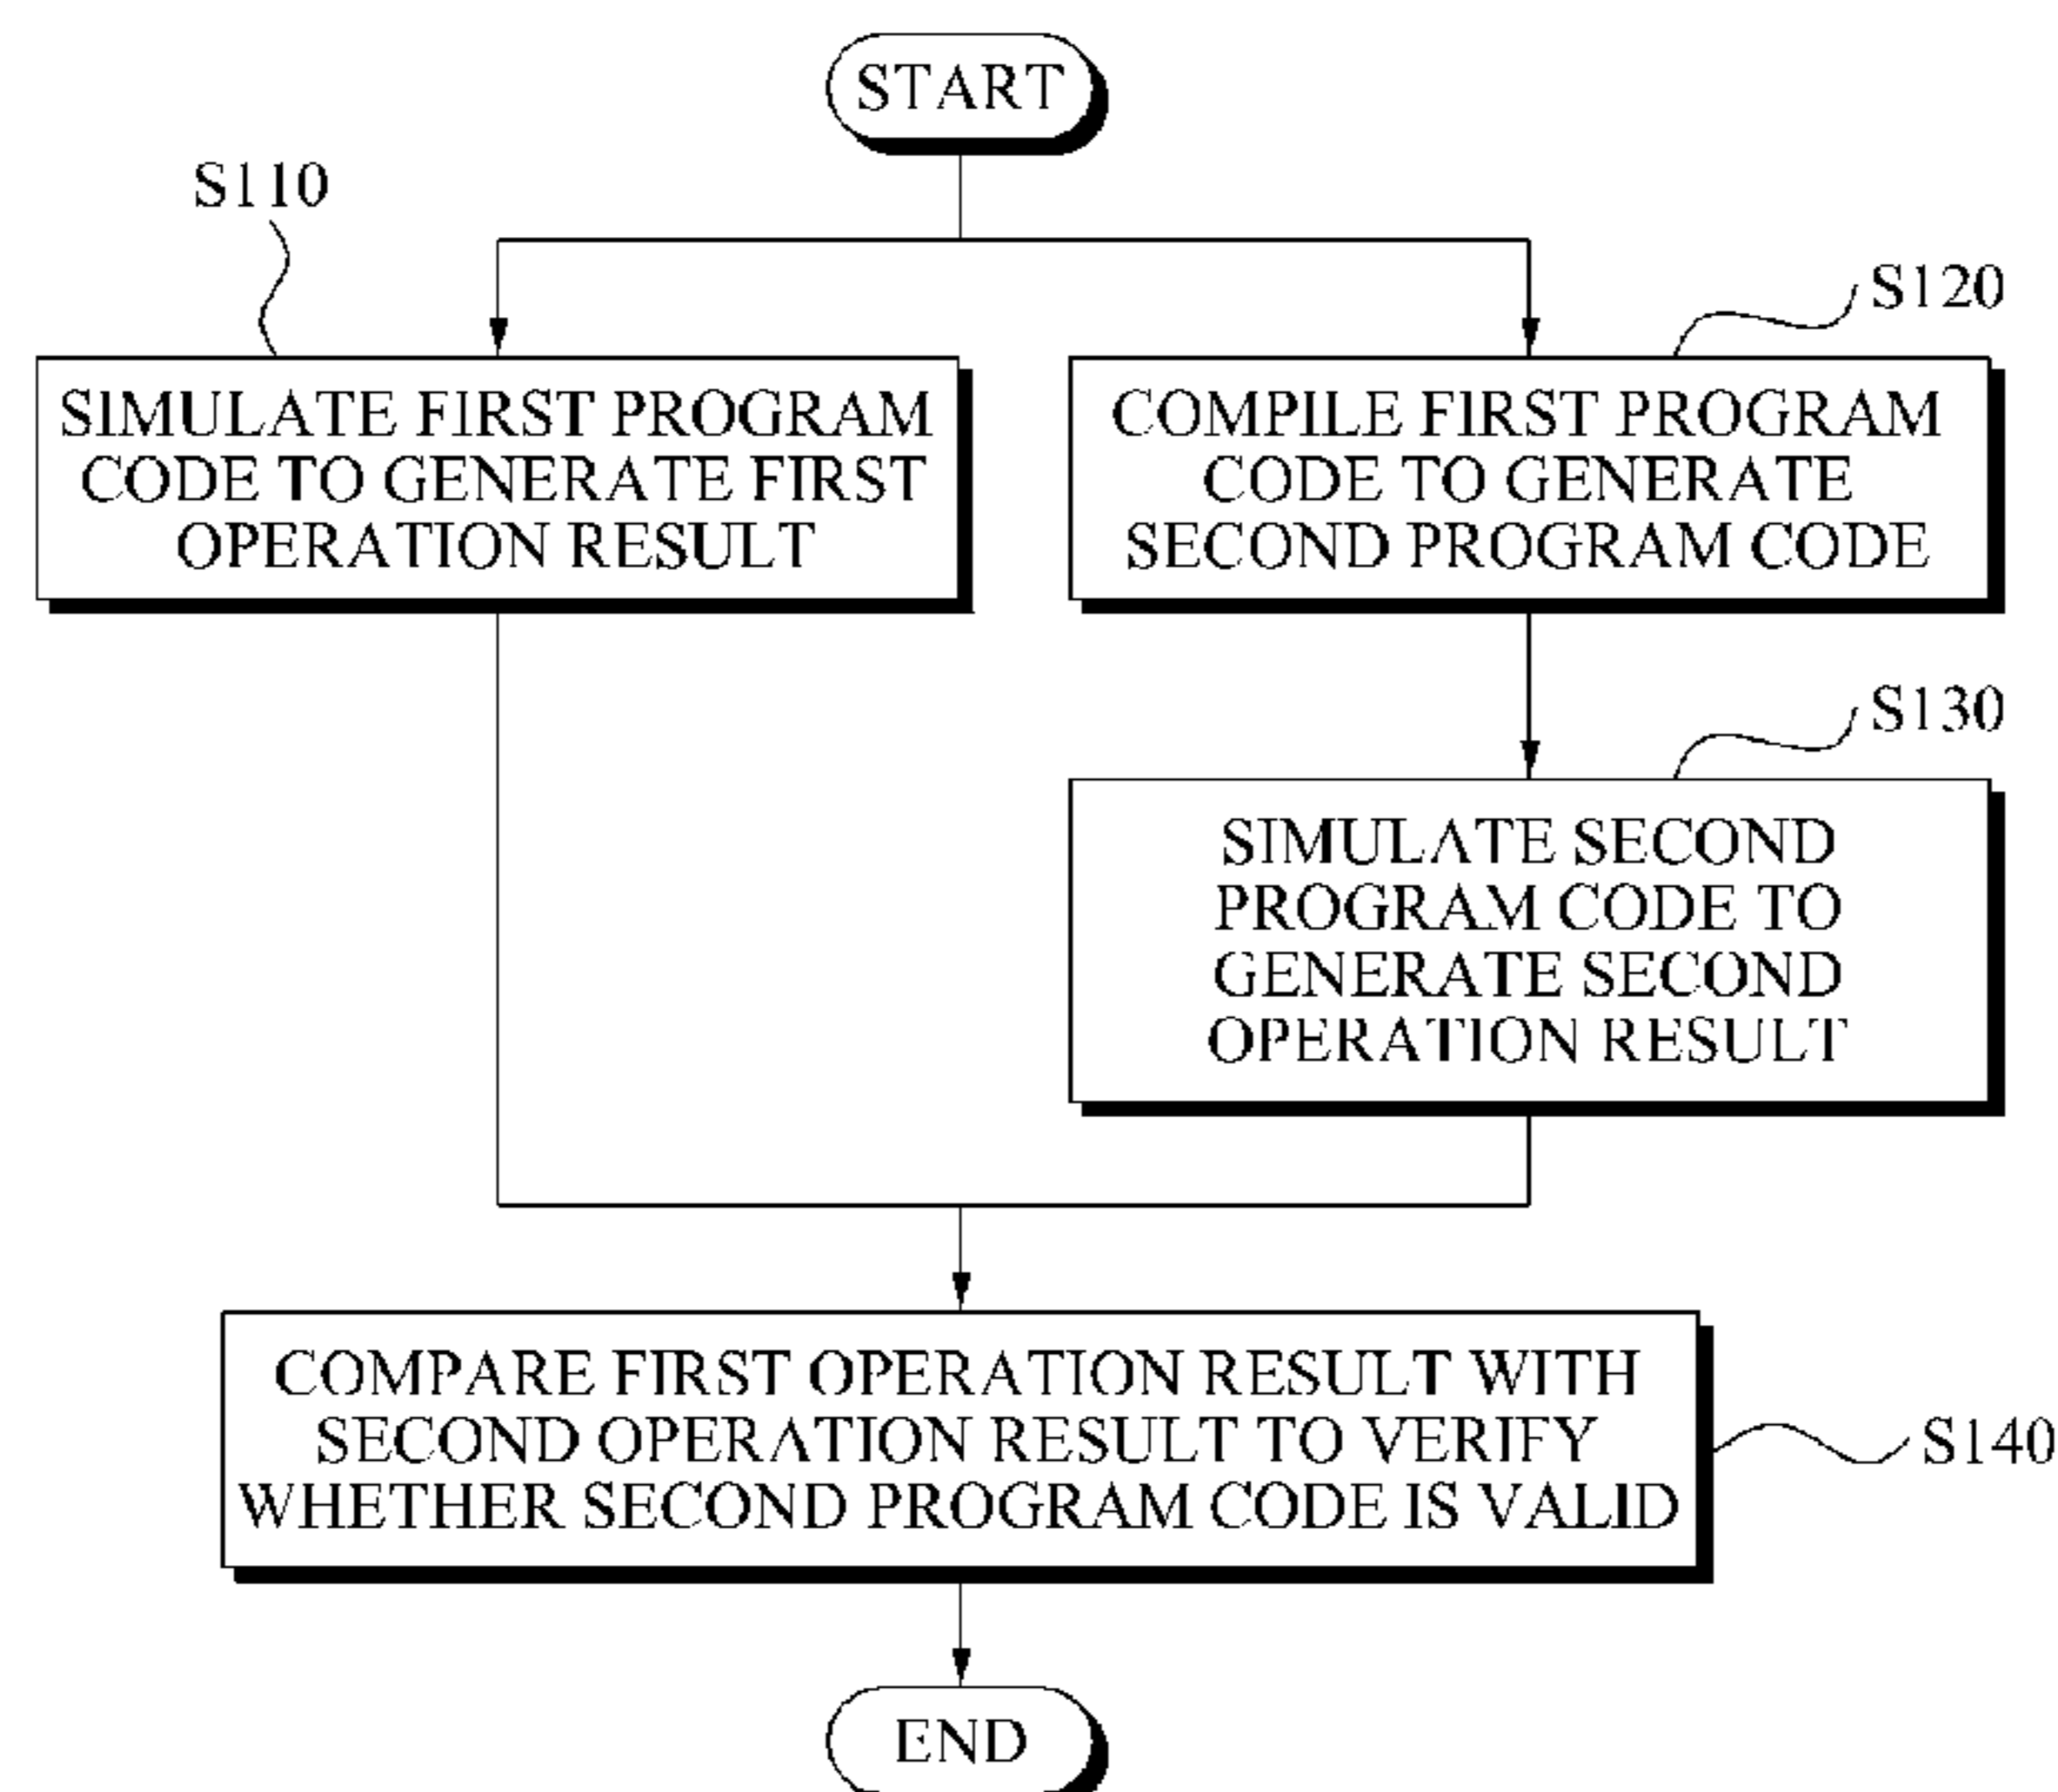 START
S110
S120
SIMULATE FIRST PROGRAM
CODE TO GENERATE FIRST
OPERATION RESULT
COMPILE FIRST PROGRAM
CODE TO GENERATE
SECOND PROGRAM CODE
S130
SIMULATE SECOND
PROGRAM CODE TO
GENERATE SECOND
OPERATION RESULT
COMPARE FIRST OPERATION RESULT WITH
SECOND OPERATION RESULT TO VERIFY
WHETHER SECOND PROGRAM CODE IS VALID
S140
END